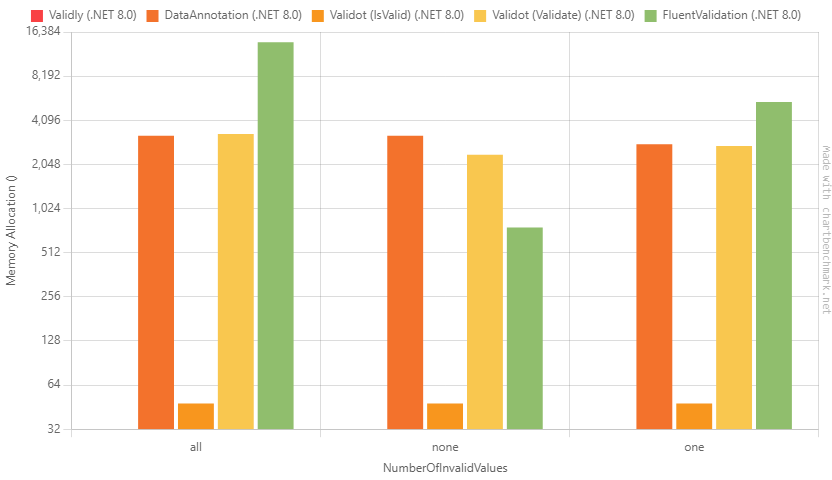 Validly (.NET 8.0) DataAnnotation (.NET 8.0) Validot (IsValid) (.NET 8.0) Validot (Validate) (.NET 8.0) FluentValidation (.NET 8.0)
16,384
8,192
4,096
2,048
1,024
512
256
128
64
32
Memory Allocation ()
all none one
NumberOfInvalidValues
Made with chartbenchmark.net